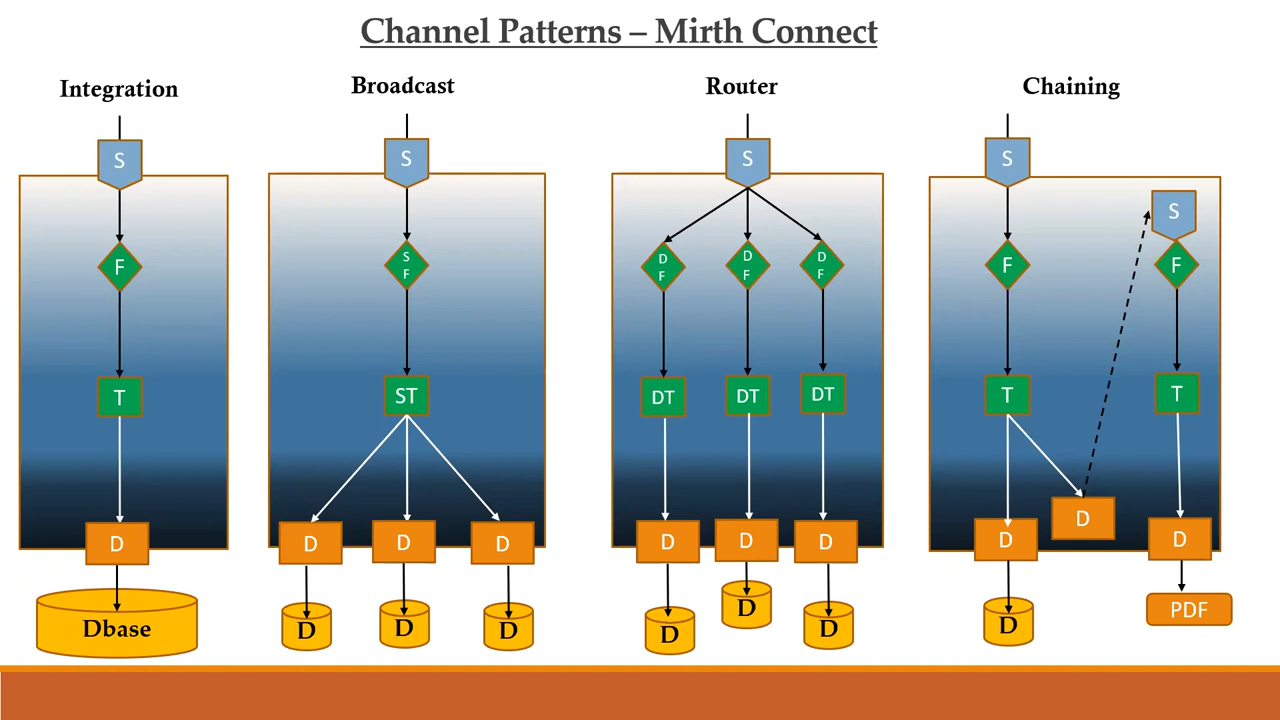 Channel Patterns – Mirth Connect
Integration
S
F
T
D
Dbase
Broadcast
S
S
F
ST
D
D
D
D
D
D
Router
S
D
F
D
F
D
F
DT
DT
DT
D
D
D
D
D
D
Chaining
S
F
T
D
D
D
S
F
T
D
PDF